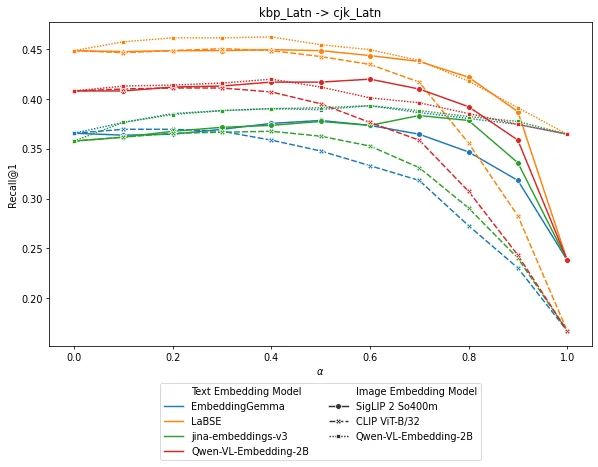 kbp_Latn -> cjk_Latn
Recall@1
0.45
0.40
0.35
0.30
0.25
0.20
0.0 0.2 0.4 0.6 0.8 1.0
α
Text Embedding Model Image Embedding Model
EmbeddingGemma SigLIP 2 So400m
LaBSE CLIP ViT-B/32
jina-embeddings-v3 Qwen-VL-Embedding-2B
Qwen-VL-Embedding-2B